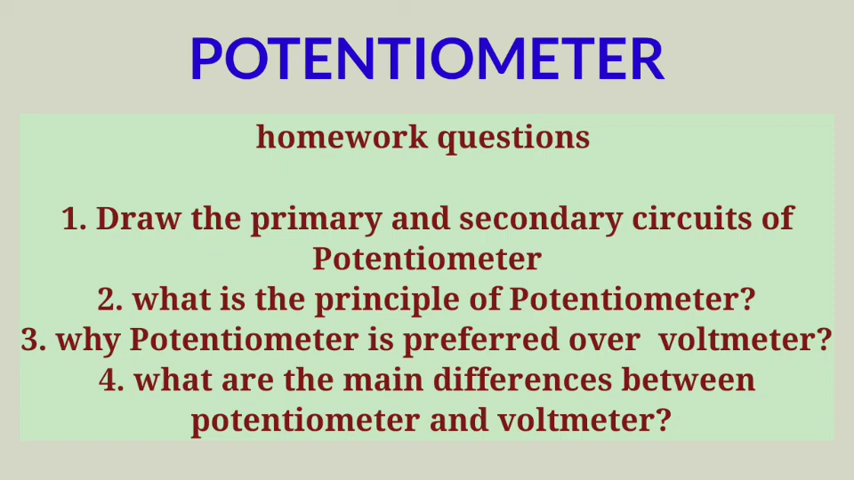 POTENTIOMETER
homework questions
1. Draw the primary and secondary circuits of
Potentiometer
2. what is the principle of Potentiometer?
3. why Potentiometer is preferred over  voltmeter?
4. what are the main differences between
potentiometer and voltmeter?